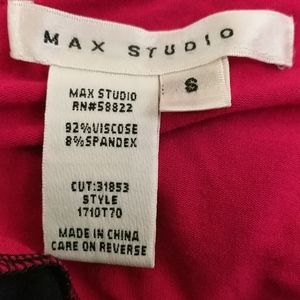 MAX STUDIO
S
MAX STUDIO
RN#58822
92%VISCOSE
8%SPANDEX
CUT:31853
STYLE
1710T70
MADE IN CHINA
CARE ON REVERSE